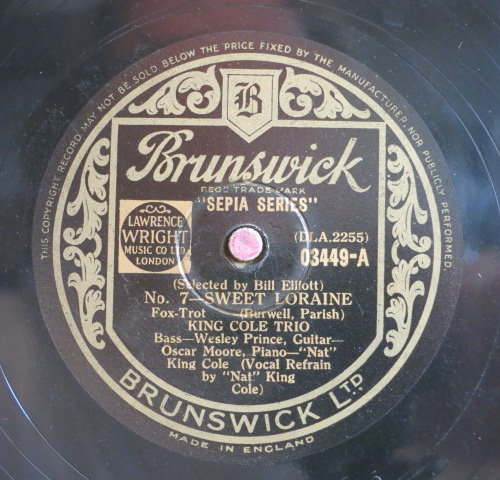 THIS COPYRIGHT RECORD MAY NOT BE SOLD BELOW THE PRICE FIXED BY THE MANUFACTURER, NOR PUBLICLY PERFORMED.
B
Brunswick
REGD TRADE MARK
"SEPIA SERIES"
LAWRENCE
WRIGHT
MUSIC CO LTD
LONDON
(DLA.2255)
03449-A
(Selected by Bill Elliott)
No. 7—SWEET LORAINE
Fox-Trot (Burwell, Parish)
KING COLE TRIO
Bass—Wesley Prince, Guitar—
Oscar Moore, Piano—"Nat"
King Cole (Vocal Refrain
by "Nat" King
Cole)
BRUNSWICK LTD
MADE IN ENGLAND